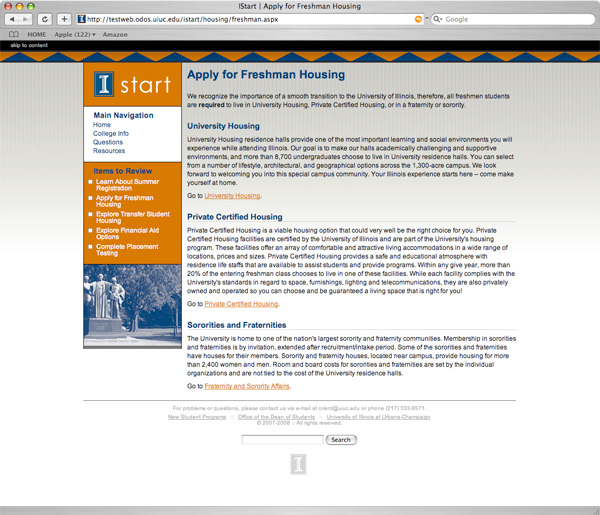 IStart | Apply for Freshman Housing
http://testweb.odos.uiuc.edu/istart/housing/freshman.aspx
Google
HOME Apple (122) Amazon
skip to content
I start
Main Navigation
Home
College Info
Questions
Resources
Items to Review
Learn About Summer
Registration
Apply for Freshman
Housing
Explore Transfer Student
Housing
Explore Financial Aid
Options
Complete Placement
Testing
Apply for Freshman Housing
We recognize the importance of a smooth transition to the University of Illinois, therefore, all freshmen students
are required to live in University Housing, Private Certified Housing, or in a fraternity or sorority.
University Housing
University Housing residence halls provide one of the most important learning and social environments you will
experience while attending Illinois. Our goal is to make our halls academically challenging and supportive
environments, and more than 8,700 undergraduates choose to live in University residence halls. You can select
from a number of lifestyle, architectural, and geographical options across the 1,300-acre campus. We look
forward to welcoming you into this special campus community. Your Illinois experience starts here – come make
yourself at home.
Go to University Housing.
Private Certified Housing
Private Certified Housing is a viable housing option that could very well be the right choice for you. Private
Certified Housing facilities are certified by the University of Illinois and are part of the University's housing
program. These facilities offer an array of comfortable and attractive living accommodations in a wide range of
locations, prices and sizes. Private Certified Housing provides a safe and educational atmosphere with
residence life staffs that are available to assist students and provide programs. Within any give year, more than
20% of the entering freshman class chooses to live in one of these facilities. While each facility complies with the
University's standards in regard to space, furnishings, lighting and telecommunications, they are also privately
owned and operated so you can choose and be guaranteed a living space that is right for you!
Go to Private Certified Housing.
Sororities and Fraternities
The University is home to one of the nation's largest sorority and fraternity communities. Membership in sororities
and fraternities is by invitation, extended after recruitment/intake period. Some of the sororities and fraternities
have houses for their members. Sorority and fraternity houses, located near campus, provide housing for more
than 2,400 women and men. Room and board costs for sororities and fraternities are set by the individual
organizations and are not tied to the cost of the University residence halls.
Go to Fraternity and Sorority Affairs.
For problems or questions, please contact us via e-mail at orient@uiuc.edu or phone (217) 333-8571.
New Student Programs :: Office of the Dean of Students :: University of Illinois at Urbana-Champaign
© 2007-2008 :: All rights reserved.
Search
I